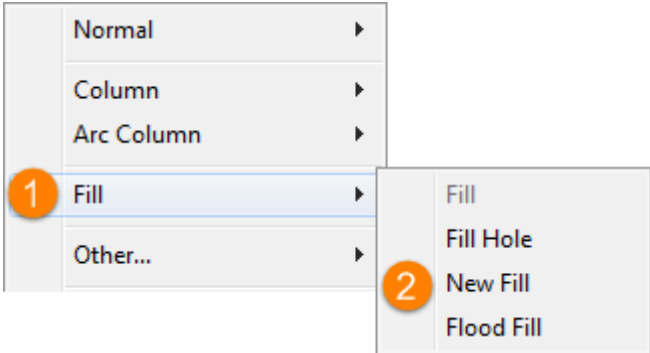 Normal
Column
Arc Column
1 Fill
Other...
Fill
Fill Hole
2 New Fill
Flood Fill